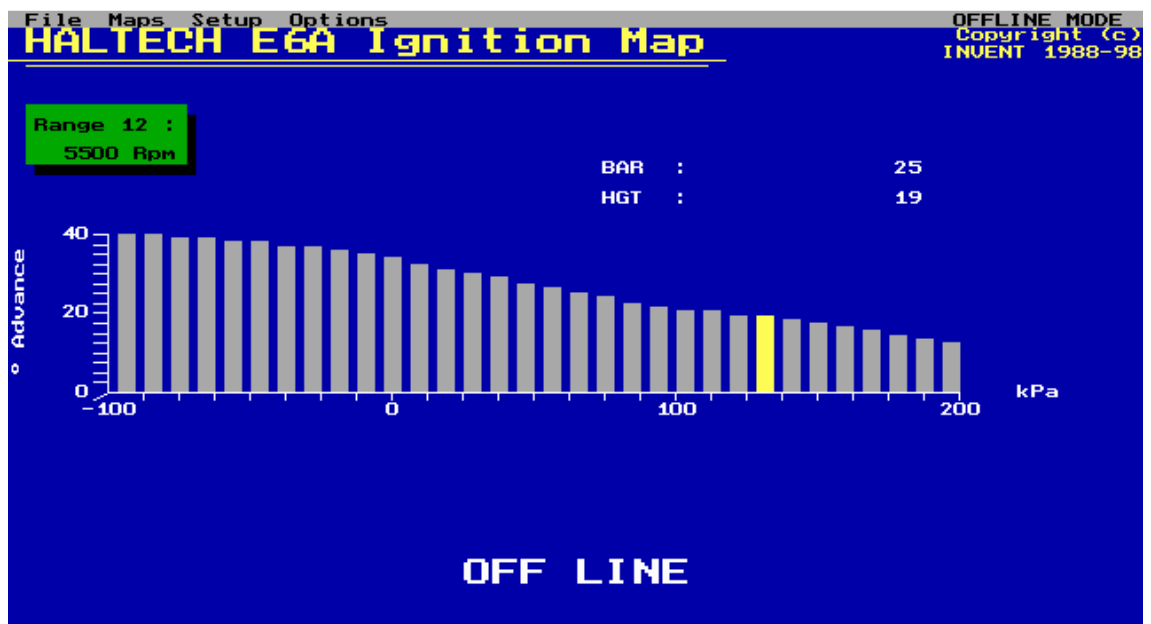 File Maps Setup Options OFFLINE MODE
HALTECH E6A Ignition Map
Copyright (c)
INVENT 1988-98
Range 12 :
5500 Rpm
BAR : 25
HGT : 19
40
20
0
° Advance
-100 0 100 200
kPa
OFF LINE